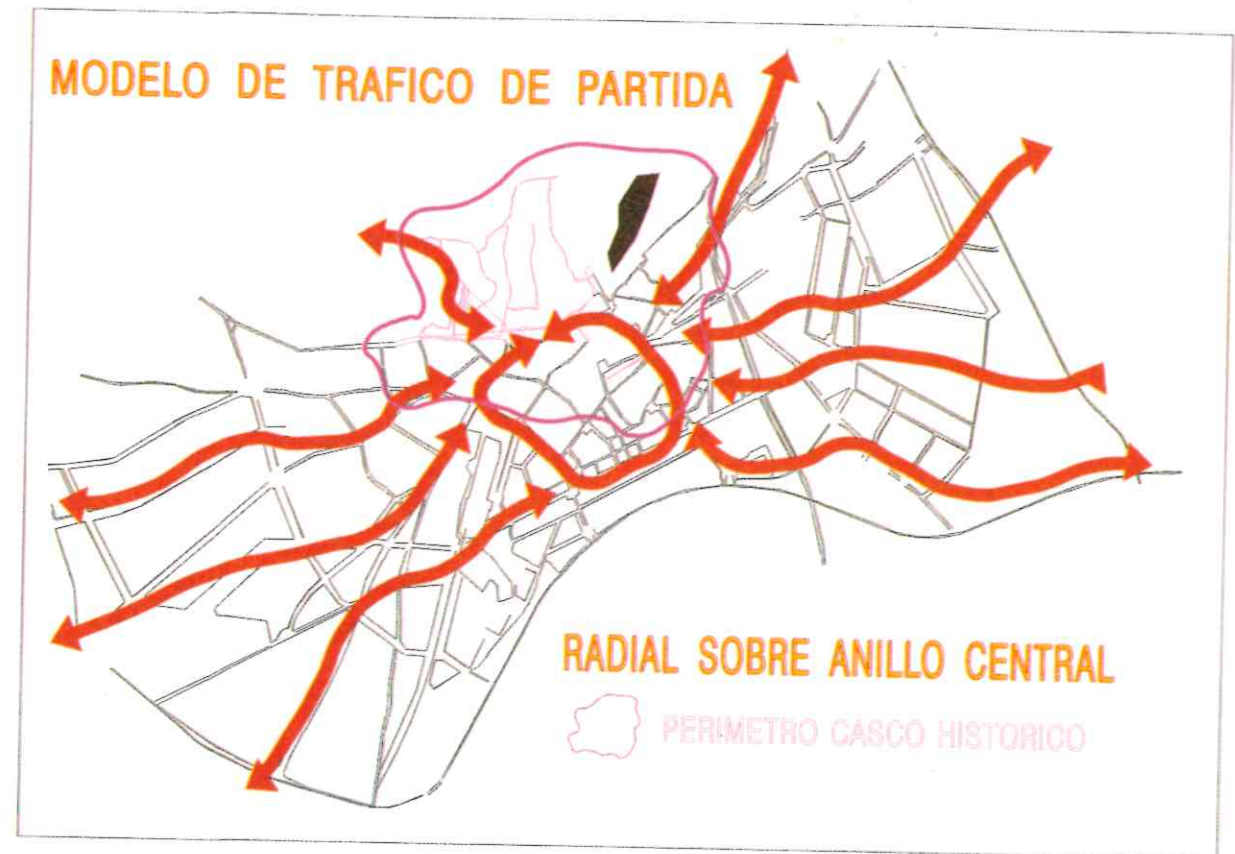 MODELO DE TRAFICO DE PARTIDA
RADIAL SOBRE ANILLO CENTRAL
PERIMETRO CASCO HISTORICO